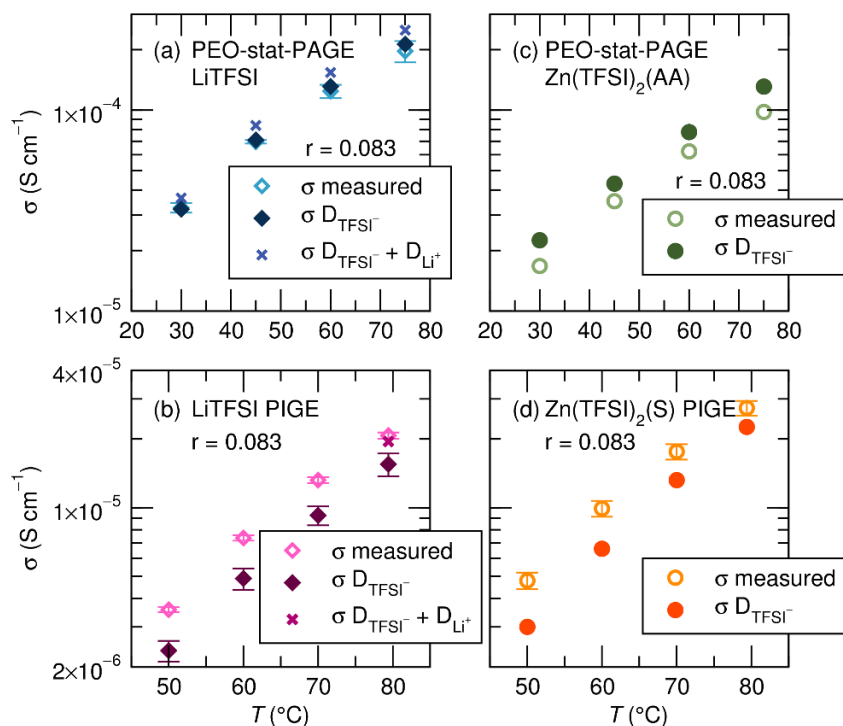 (a) PEO-stat-PAGE
LiTFSI
r = 0.083
σ measured
σ D_TFSI⁻
σ D_TFSI⁻ + D_Li⁺
σ (S cm⁻¹)
1×10⁻⁴
1×10⁻⁵
20 30 40 50 60 70 80
(c) PEO-stat-PAGE
Zn(TFSI)₂(AA)
r = 0.083
σ measured
σ D_TFSI⁻
20 30 40 50 60 70 80
(b) LiTFSI PIGE
r = 0.083
σ measured
σ D_TFSI⁻
σ D_TFSI⁻ + D_Li⁺
σ (S cm⁻¹)
4×10⁻⁵
1×10⁻⁵
2×10⁻⁶
50 60 70 80
T (°C)
(d) Zn(TFSI)₂(S) PIGE
r = 0.083
σ measured
σ D_TFSI⁻
50 60 70 80
T (°C)